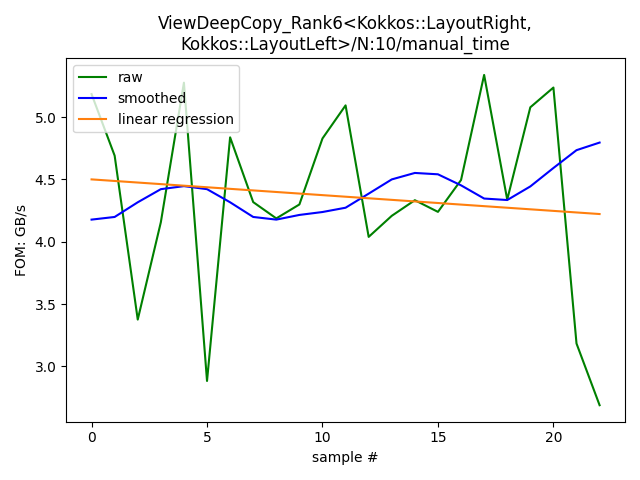 ViewDeepCopy_Rank6<Kokkos::LayoutRight,
Kokkos::LayoutLeft>/N:10/manual_time
raw
smoothed
linear regression
FOM: GB/s
5.0
4.5
4.0
3.5
3.0
0
5
10
15
20
sample #